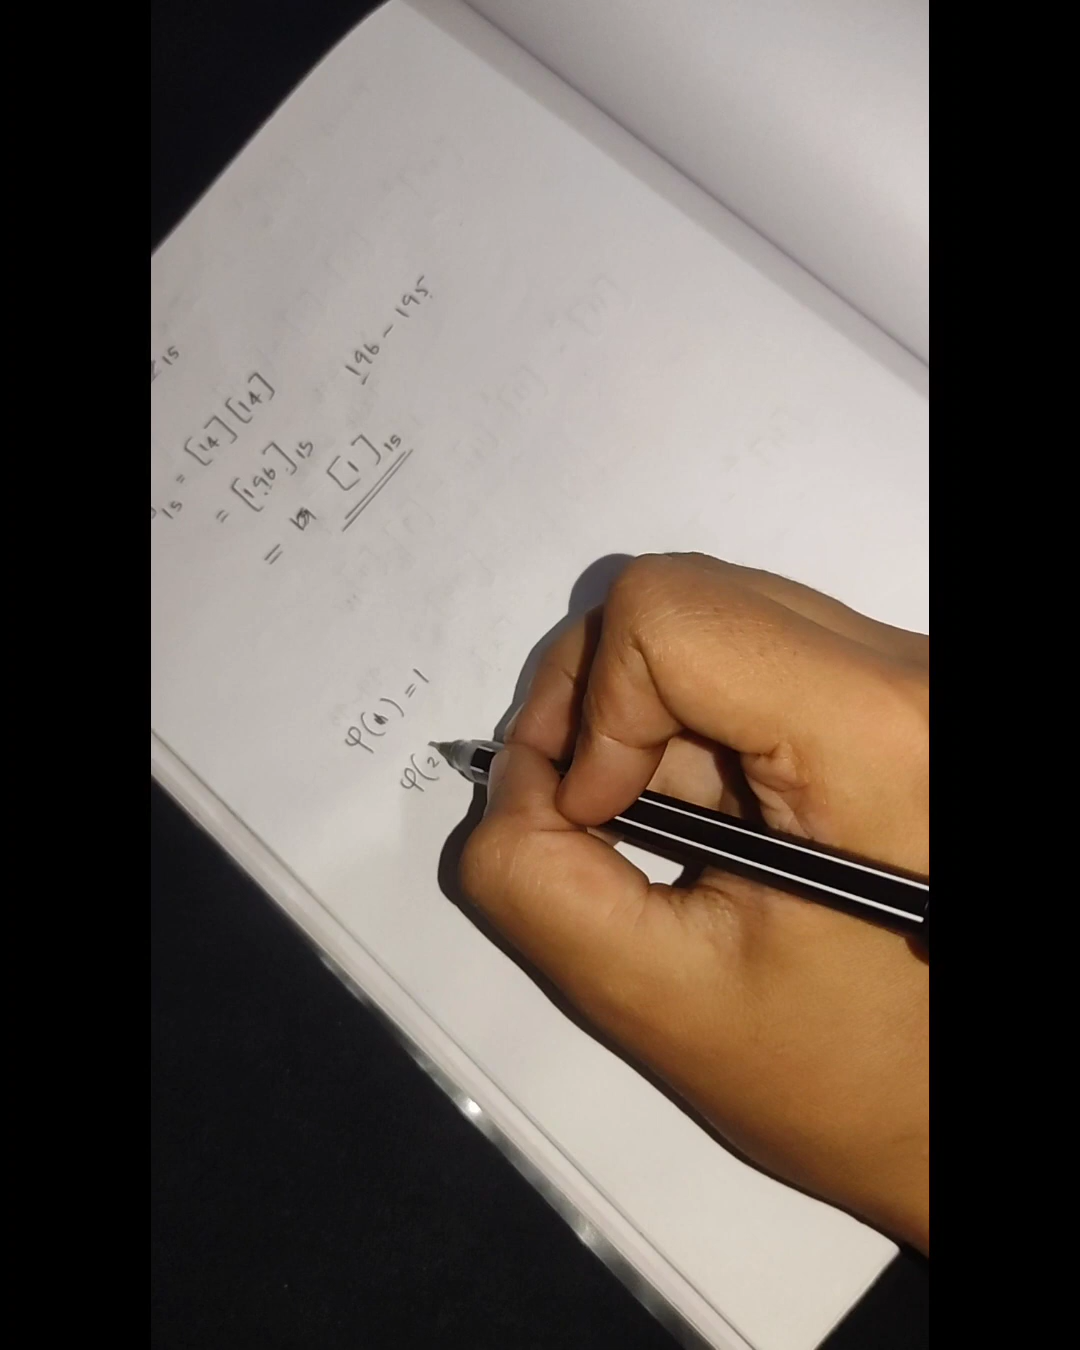 15
15 = [14] [14]
= [196]15
196 - 195
= [1]15
φ(1) = 1
φ(2)